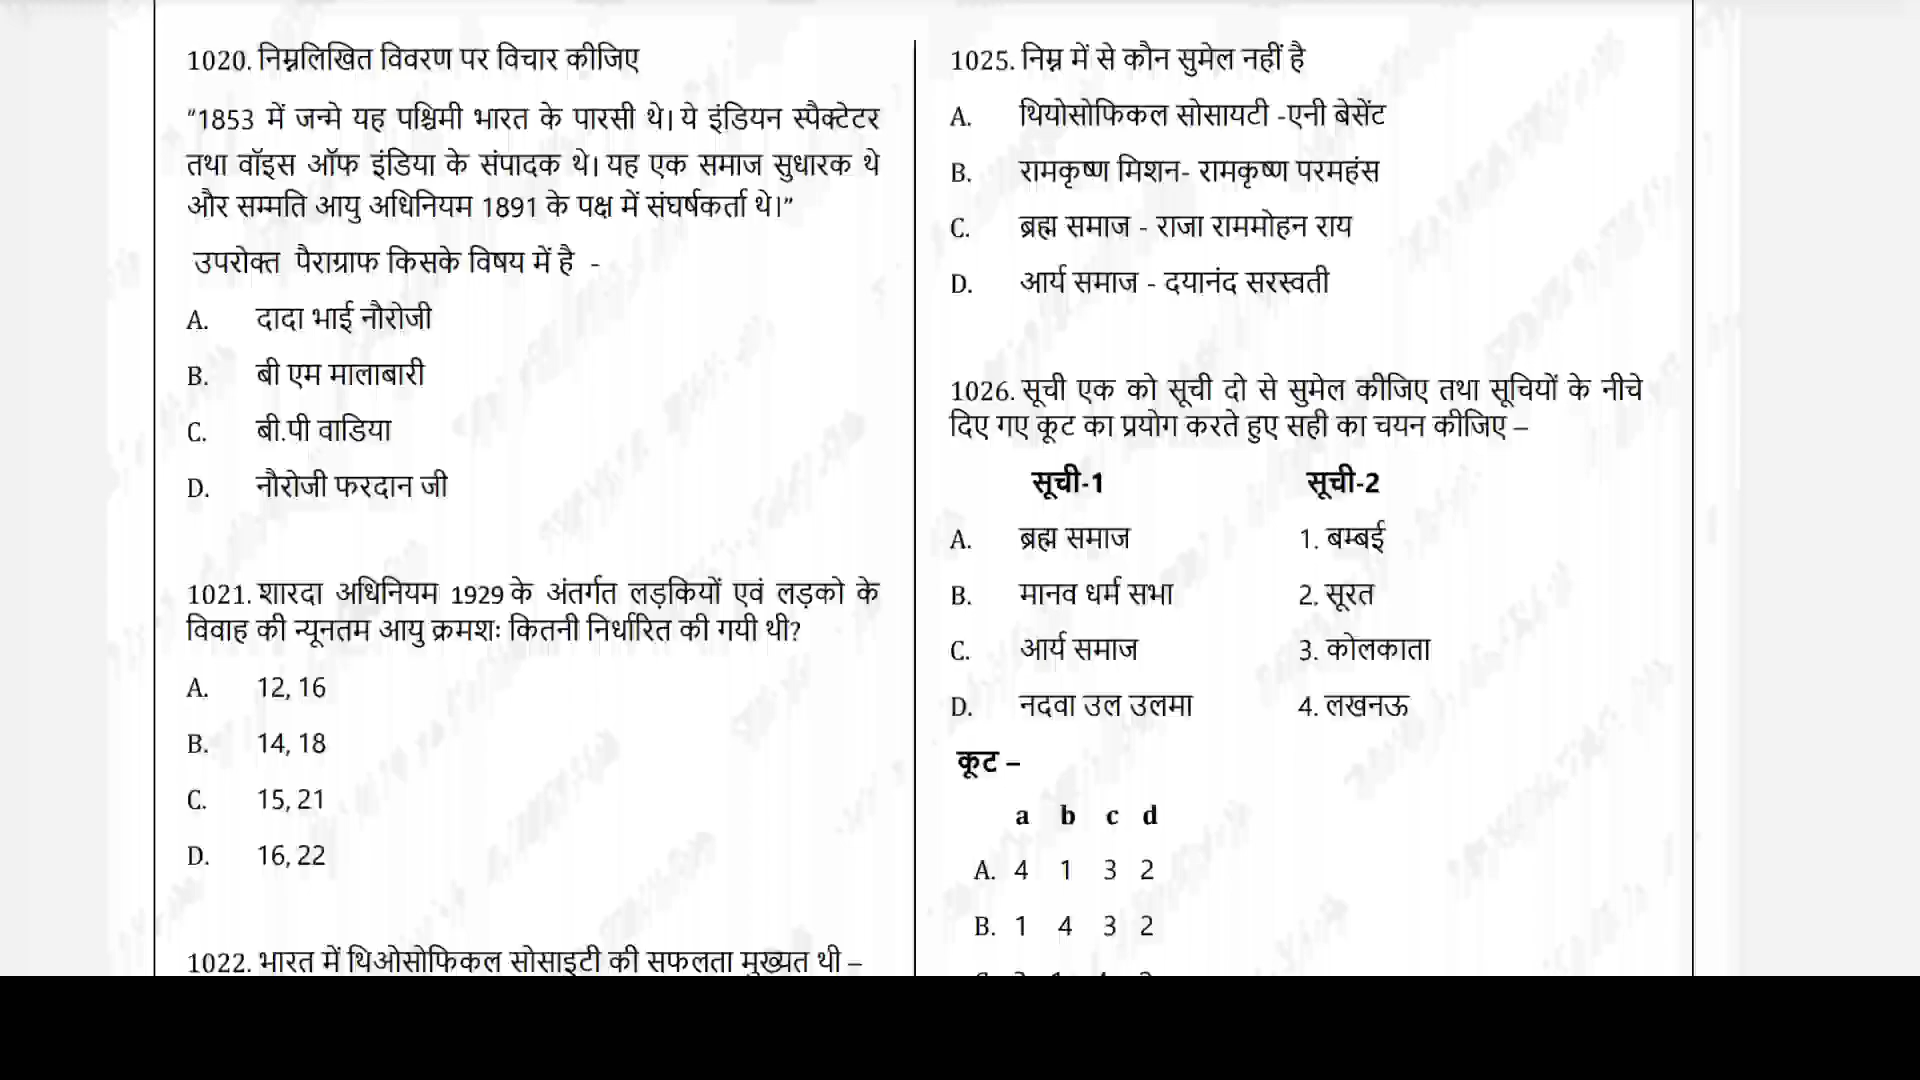 1020. निम्नलिखित विवरण पर विचार कीजिए
"1853 में जन्मे यह पश्चिमी भारत के पारसी थे। ये इंडियन स्पैक्टेटर
तथा वॉइस ऑफ इंडिया के संपादक थे। यह एक समाज सुधारक थे
और सम्मति आयु अधिनियम 1891 के पक्ष में संघर्षकर्ता थे।”
उपरोक्त पैराग्राफ किसके विषय में है -
A. दादा भाई नौरोजी
B. बी एम मालाबारी
C. बी.पी वाडिया
D. नौरोजी फरदान जी
1021. शारदा अधिनियम 1929 के अंतर्गत लड़कियों एवं लड़को के
विवाह की न्यूनतम आयु क्रमशः कितनी निर्धारित की गयी थी?
A. 12, 16
B. 14, 18
C. 15, 21
D. 16, 22
1022. भारत में थिओसोफिकल सोसाइटी की सफलता मुख्यत थी –
1025. निम्न में से कौन सुमेल नहीं है
A. थियोसोफिकल सोसायटी -एनी बेसेंट
B. रामकृष्ण मिशन- रामकृष्ण परमहंस
C. ब्रह्म समाज - राजा राममोहन राय
D. आर्य समाज - दयानंद सरस्वती
1026. सूची एक को सूची दो से सुमेल कीजिए तथा सूचियों के नीचे
दिए गए कूट का प्रयोग करते हुए सही का चयन कीजिए –
सूची-1 सूची-2
A. ब्रह्म समाज 1. बम्बई
B. मानव धर्म सभा 2. सूरत
C. आर्य समाज 3. कोलकाता
D. नदवा उल उलमा 4. लखनऊ
कूट –
a b c d
A. 4 1 3 2
B. 1 4 3 2